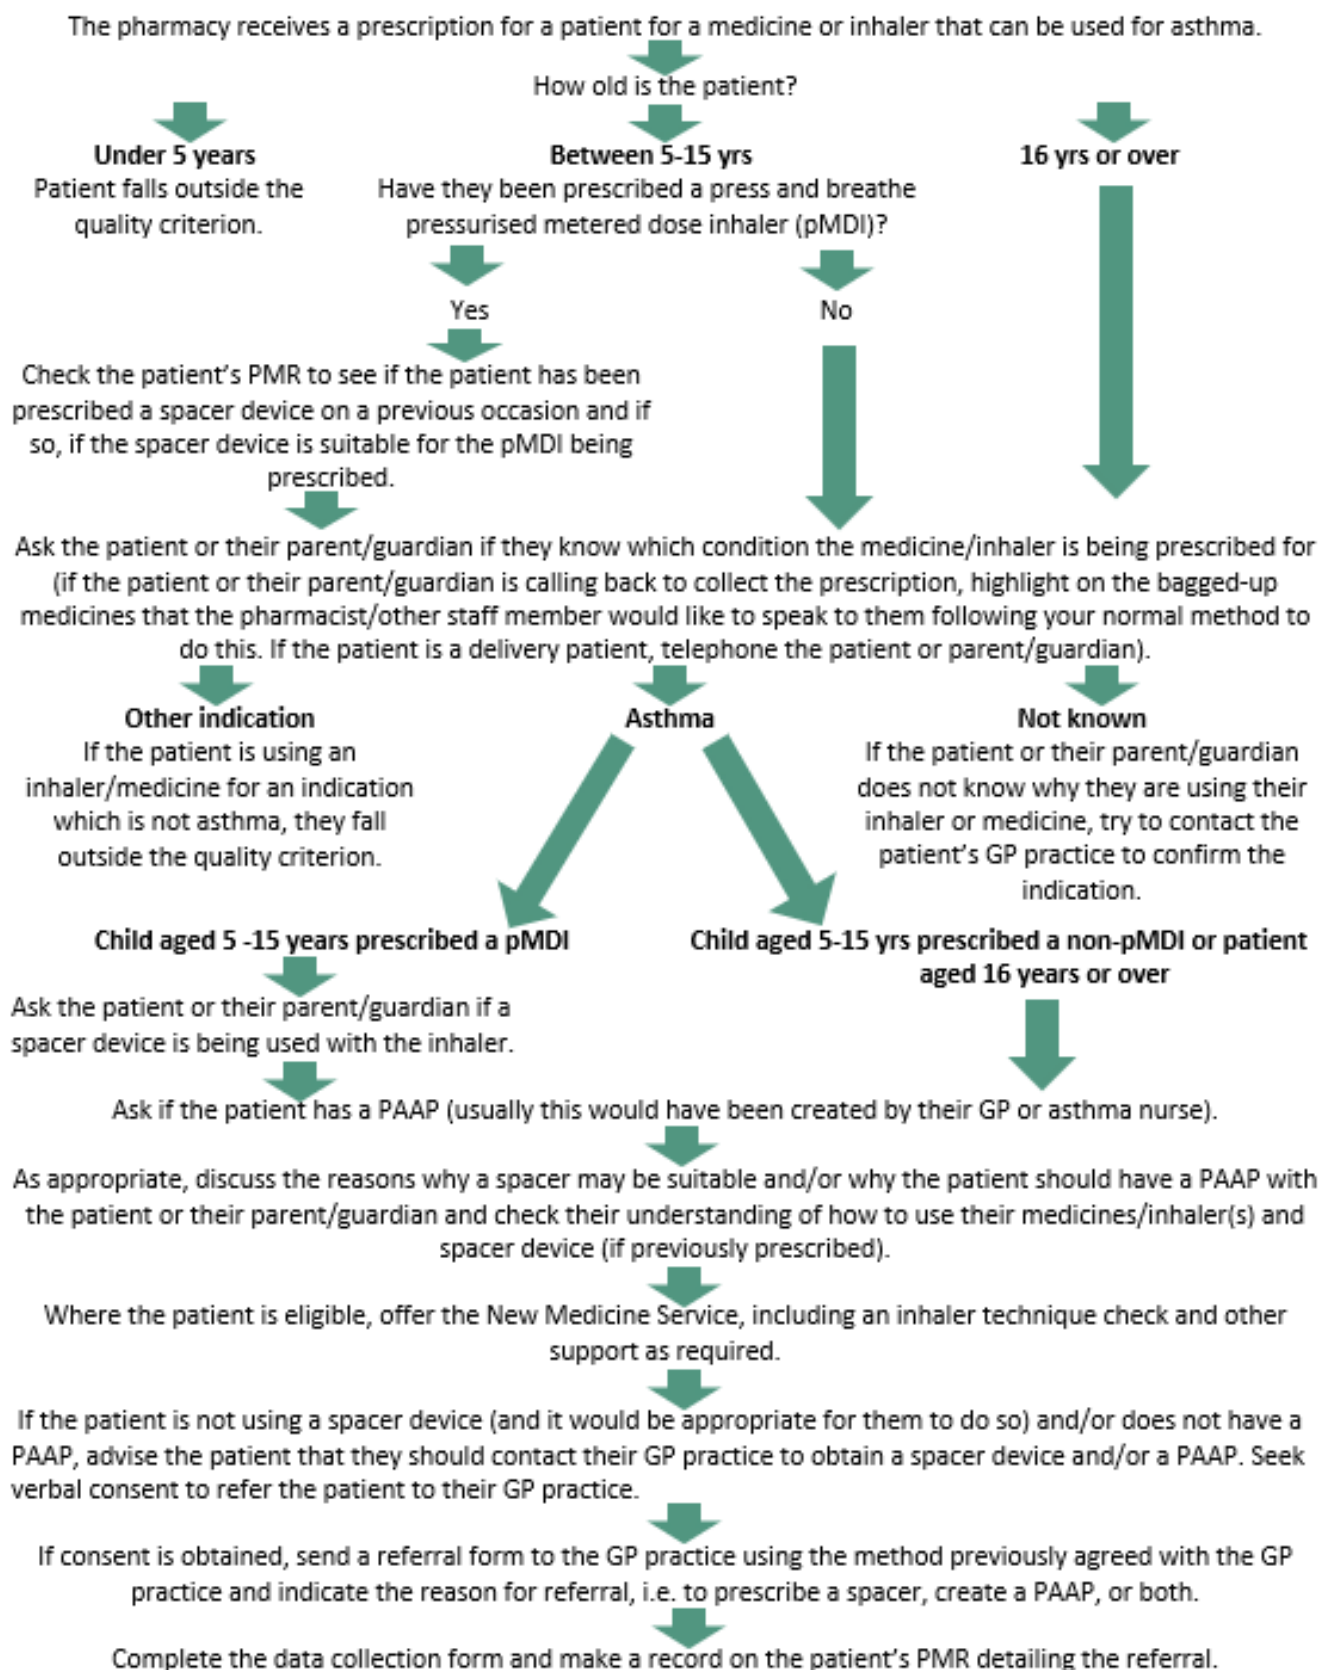 The pharmacy receives a prescription for a patient for a medicine or inhaler that can be used for asthma.
How old is the patient?
Under 5 years
Patient falls outside the
quality criterion.
Between 5-15 yrs
Have they been prescribed a press and breathe
pressurised metered dose inhaler (pMDI)?
16 yrs or over
Yes
No
Check the patient's PMR to see if the patient has been
prescribed a spacer device on a previous occasion and if
so, if the spacer device is suitable for the pMDI being
prescribed.
Ask the patient or their parent/guardian if they know which condition the medicine/inhaler is being prescribed for
(if the patient or their parent/guardian is calling back to collect the prescription, highlight on the bagged-up
medicines that the pharmacist/other staff member would like to speak to them following your normal method to
do this. If the patient is a delivery patient, telephone the patient or parent/guardian).
Other indication
If the patient is using an
inhaler/medicine for an indication
which is not asthma, they fall
outside the quality criterion.
Asthma
Not known
If the patient or their parent/guardian
does not know why they are using their
inhaler or medicine, try to contact the
patient's GP practice to confirm the
indication.
Child aged 5 -15 years prescribed a pMDI
Child aged 5-15 yrs prescribed a non-pMDI or patient
aged 16 years or over
Ask the patient or their parent/guardian if a
spacer device is being used with the inhaler.
Ask if the patient has a PAAP (usually this would have been created by their GP or asthma nurse).
As appropriate, discuss the reasons why a spacer may be suitable and/or why the patient should have a PAAP with
the patient or their parent/guardian and check their understanding of how to use their medicines/inhaler(s) and
spacer device (if previously prescribed).
Where the patient is eligible, offer the New Medicine Service, including an inhaler technique check and other
support as required.
If the patient is not using a spacer device (and it would be appropriate for them to do so) and/or does not have a
PAAP, advise the patient that they should contact their GP practice to obtain a spacer device and/or a PAAP. Seek
verbal consent to refer the patient to their GP practice.
If consent is obtained, send a referral form to the GP practice using the method previously agreed with the GP
practice and indicate the reason for referral, i.e. to prescribe a spacer, create a PAAP, or both.
Complete the data collection form and make a record on the patient's PMR detailing the referral.